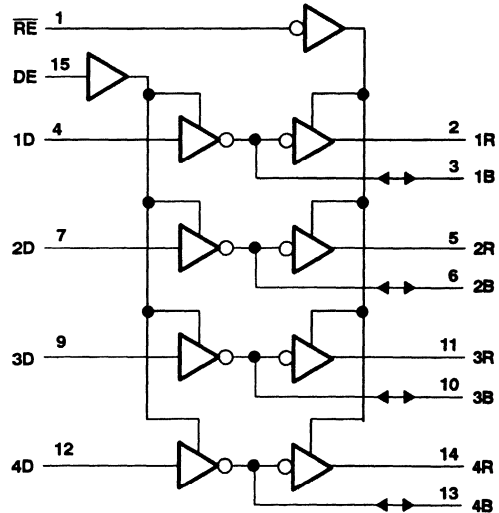 R̅E̅ 1
DE 15
1D 4 2 1R
3 1B
2D 7 5 2R
6 2B
3D 9 11 3R
10 3B
4D 12 14 4R
13 4B